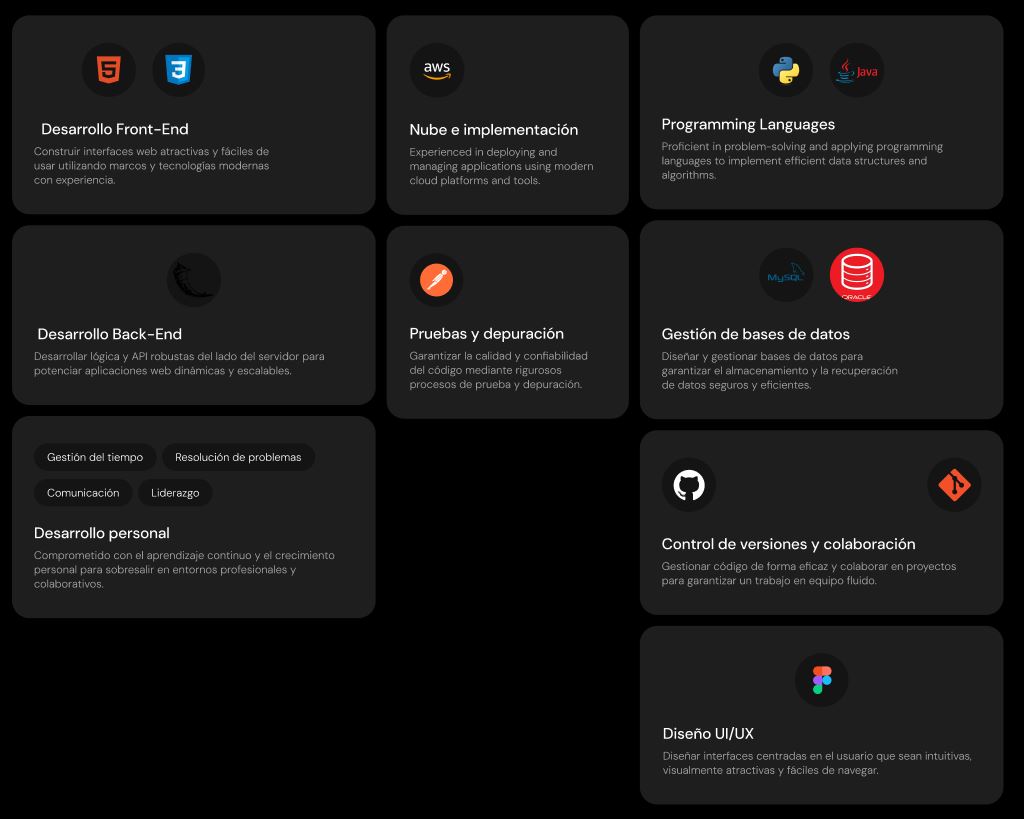 5
3
Desarrollo Front-End
Construir interfaces web atractivas y fáciles de
usar utilizando marcos y tecnologías modernas
con experiencia.
Desarrollo Back-End
Desarrollar lógica y API robustas del lado del servidor para
potenciar aplicaciones web dinámicas y escalables.
Gestión del tiempo
Resolución de problemas
Comunicación
Liderazgo
Desarrollo personal
Comprometido con el aprendizaje continuo y el crecimiento
personal para sobresalir en entornos profesionales y
colaborativos.
aws
Nube e implementación
Experienced in deploying and
managing applications using modern
cloud platforms and tools.
Pruebas y depuración
Garantizar la calidad y confiabilidad
del código mediante rigurosos
procesos de prueba y depuración.
Java
Programming Languages
Proficient in problem-solving and applying programming
languages to implement efficient data structures and
algorithms.
MySQL
ORACLE
Gestión de bases de datos
Diseñar y gestionar bases de datos para
garantizar el almacenamiento y la recuperación
de datos seguros y eficientes.
Control de versiones y colaboración
Gestionar código de forma eficaz y colaborar en proyectos
para garantizar un trabajo en equipo fluido.
Diseño UI/UX
Diseñar interfaces centradas en el usuario que sean intuitivas,
visualmente atractivas y fáciles de navegar.